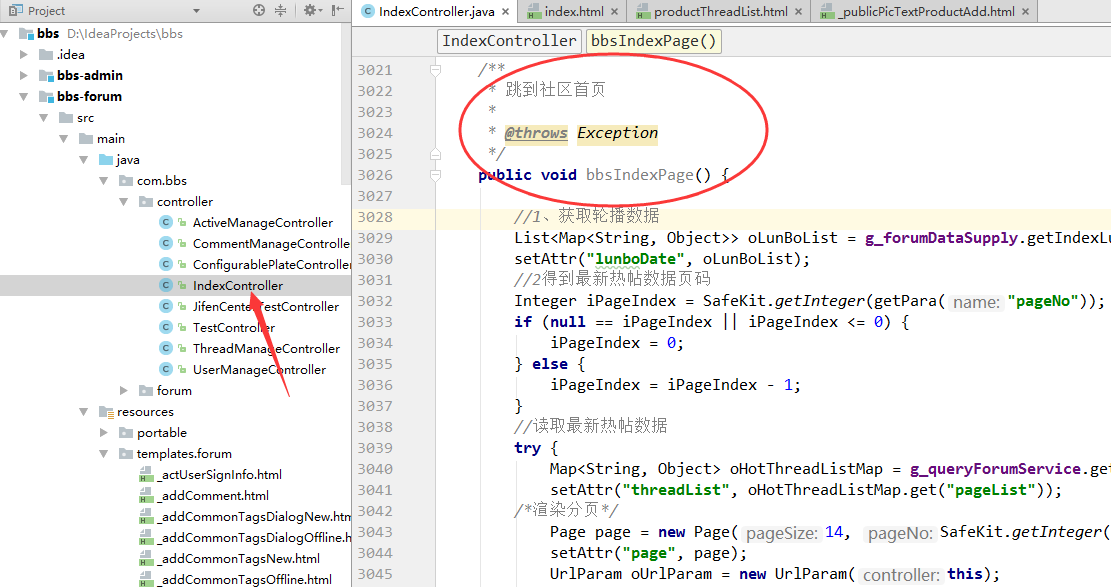 Project
IndexController.java
index.html
productThreadList.html
_publicPicTextProductAdd.html
bbs D:\IdeaProjects\bbs
.idea
bbs-admin
bbs-forum
src
main
java
com.bbs
controller
ActiveManageController
CommentManageControlle
ConfigurablePlateController
IndexController
JifenCenterTestController
TestController
ThreadManageController
UserManageController
forum
resources
portable
templates.forum
_actUserSignInfo.html
_addComment.html
_addCommonTagsDialogNew.htm
_addCommonTagsDialogOffline.h
_addCommonTagsNew.html
_addCommonTagsOffline.html
IndexController
bbsIndexPage()
3021 /**
3022 * 跳到社区首页
3023 *
3024 * @throws Exception
3025 */
3026 public void bbsIndexPage() {
3027
3028 //1、获取轮播数据
3029 List<Map<String, Object>> oLunBoList = g_forumDataSupply.getIndexLu
3030 setAttr("lunboDate", oLunBoList);
3031 //2得到最新热帖数据页码
3032 Integer iPageIndex = SafeKit.getInteger(getPara( name: "pageNo"));
3033 if (null == iPageIndex || iPageIndex <= 0) {
3034 iPageIndex = 0;
3035 } else {
3036 iPageIndex = iPageIndex - 1;
3037 }
3038 //读取最新热帖数据
3039 try {
3040 Map<String, Object> oHotThreadListMap = g_queryForumService.get
3041 setAttr("threadList", oHotThreadListMap.get("pageList"));
3042 /*渲染分页*/
3043 Page page = new Page( pageSize: 14, pageNo: SafeKit.getInteger(
3044 setAttr("page", page);
3045 UrlParam oUrlParam = new UrlParam( controller: this);